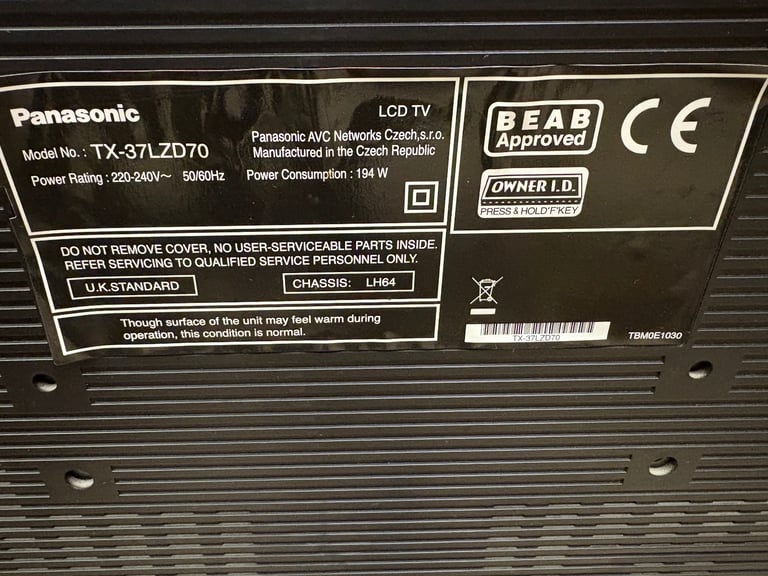 Panasonic
LCD TV
Model No. : TX-37LZD70
Panasonic AVC Networks Czech,s.r.o.
Manufactured in the Czech Republic
Power Rating : 220-240V~ 50/60Hz Power Consumption : 194 W
DO NOT REMOVE COVER, NO USER-SERVICEABLE PARTS INSIDE.
REFER SERVICING TO QUALIFIED SERVICE PERSONNEL ONLY.
U.K.STANDARD
CHASSIS: LH64
Though surface of the unit may feel warm during
operation, this condition is normal.
BEAB
Approved
CE
OWNER I.D.
PRESS & HOLD'F'KEY
TX-37LZD70
TBM0E1030